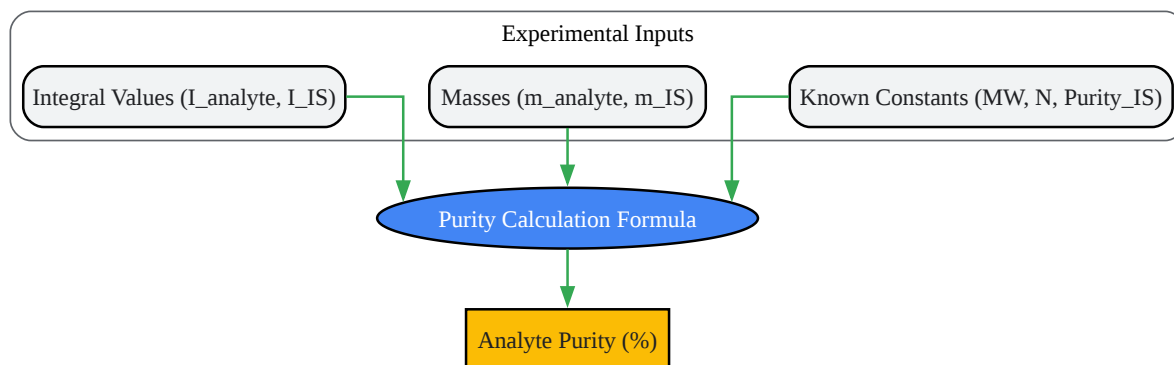 Experimental Inputs
Integral Values (I_analyte, I_IS)
Masses (m_analyte, m_IS)
Known Constants (MW, N, Purity_IS)
Purity Calculation Formula
Analyte Purity (%)